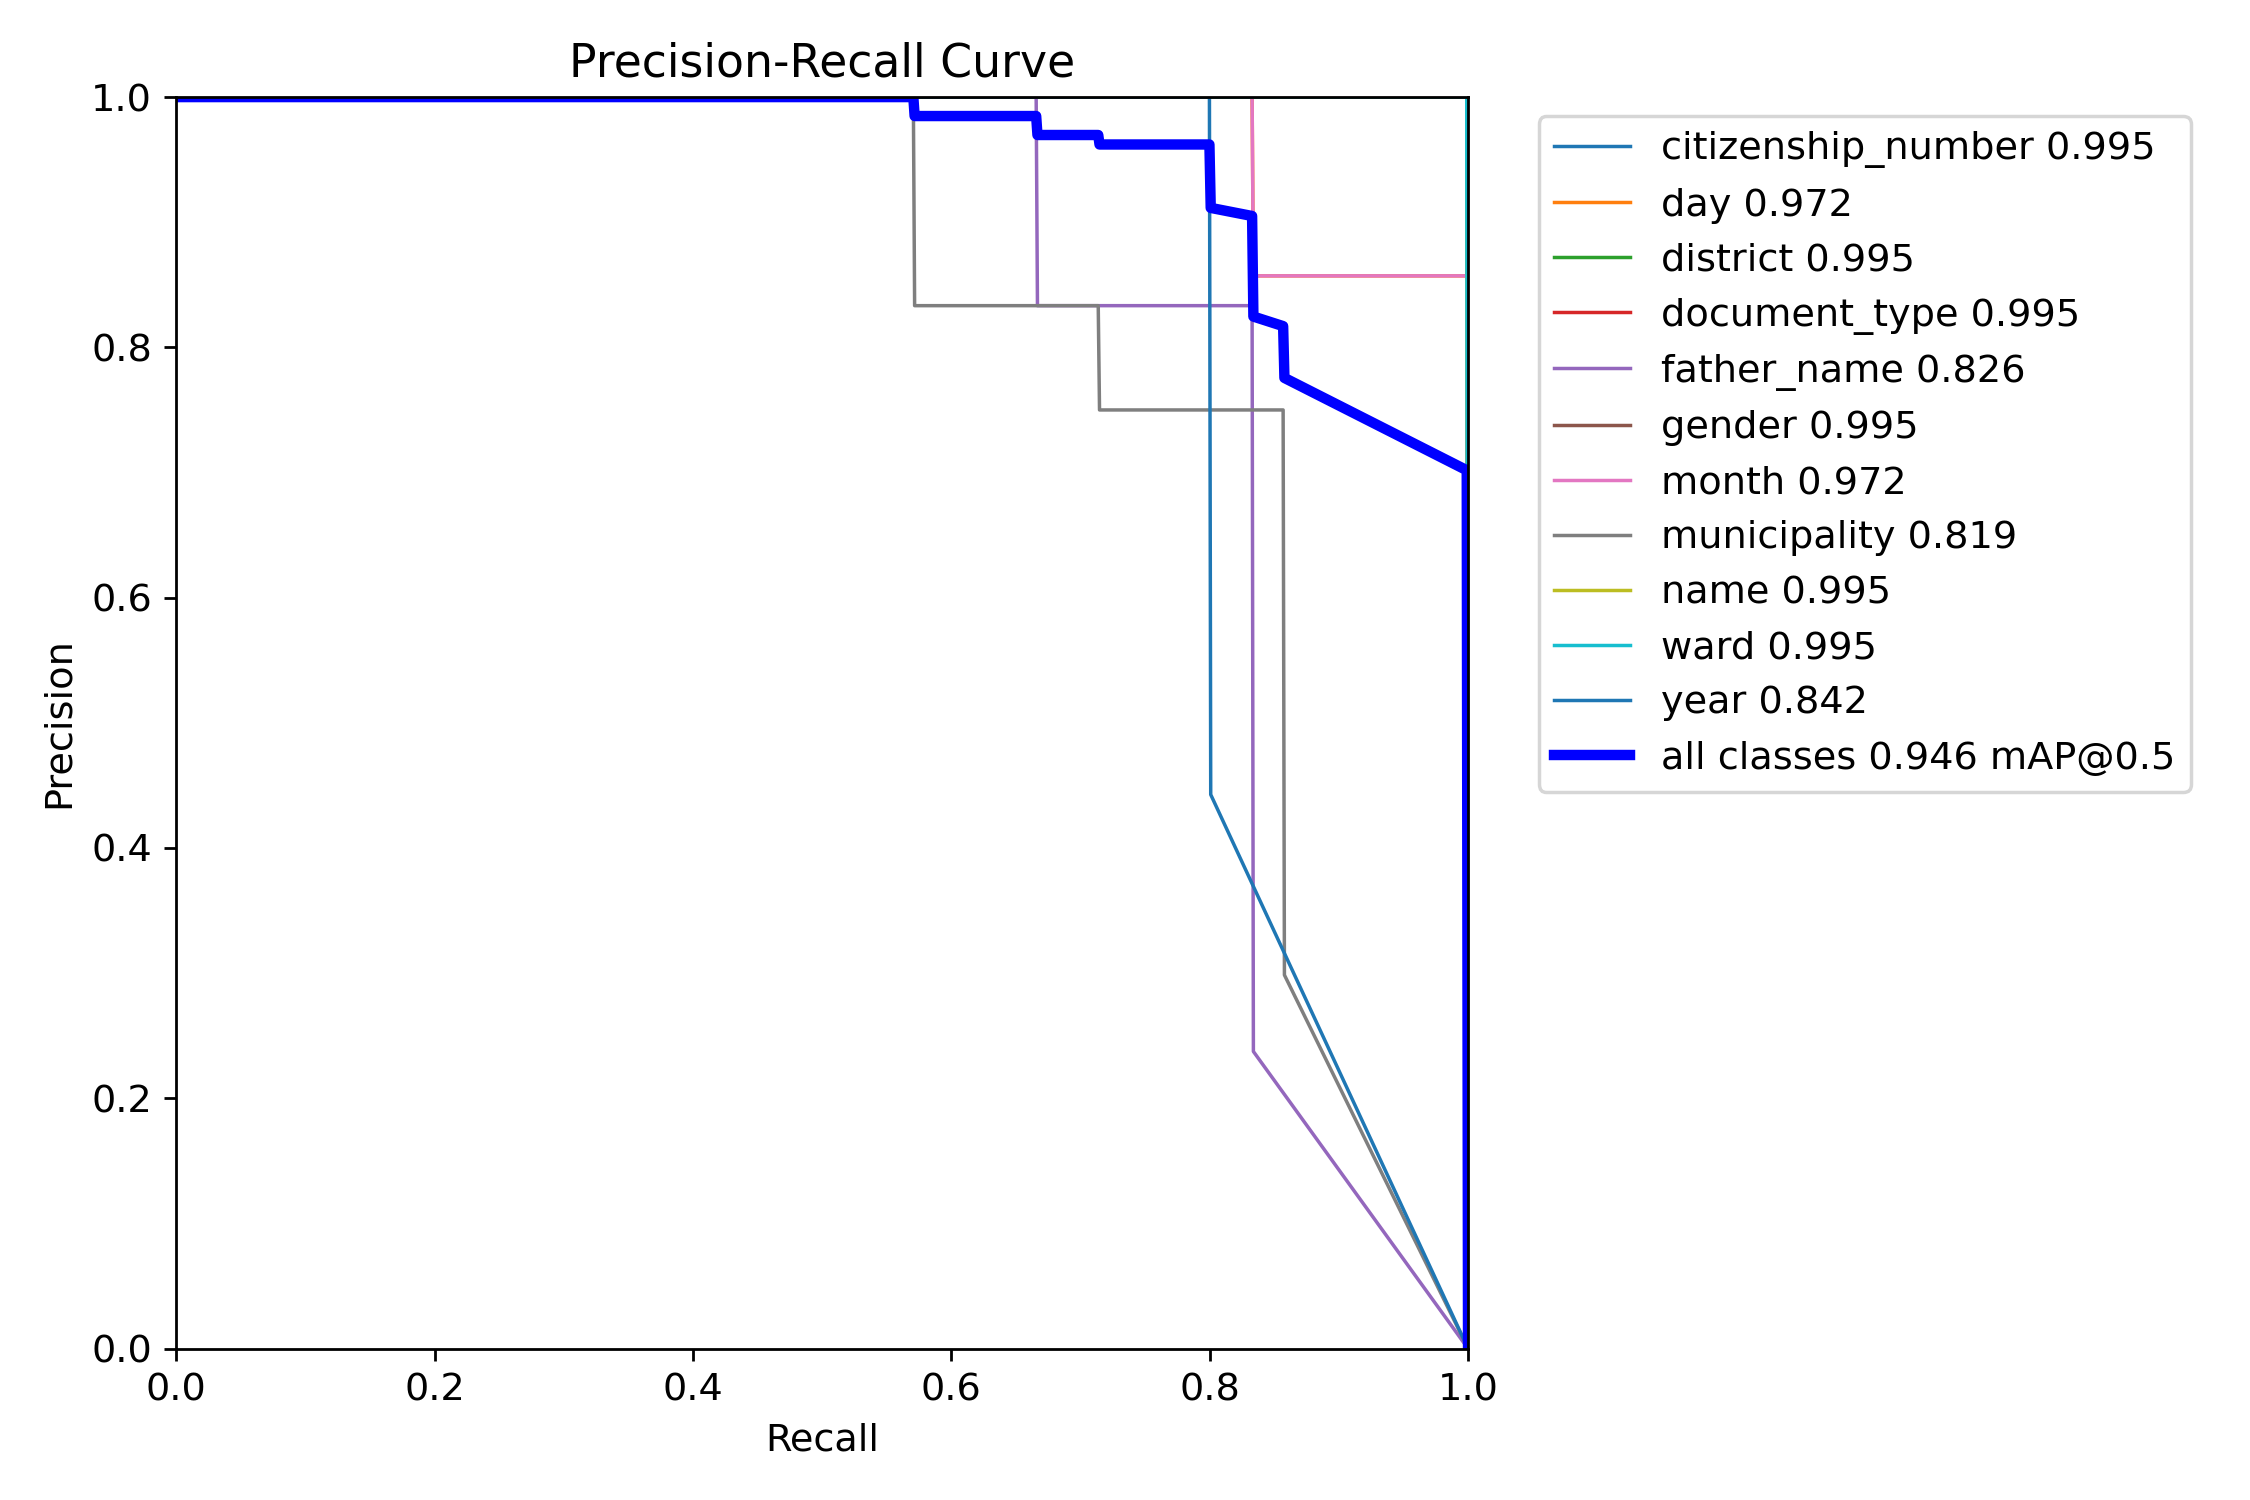 Precision-Recall Curve
1.0
0.8
0.6
0.4
0.2
0.0
Precision
0.0 0.2 0.4 0.6 0.8 1.0
Recall
citizenship_number 0.995
day 0.972
district 0.995
document_type 0.995
father_name 0.826
gender 0.995
month 0.972
municipality 0.819
name 0.995
ward 0.995
year 0.842
all classes 0.946 mAP@0.5